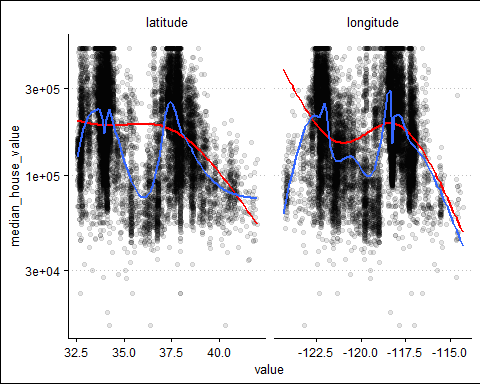 latitude longitude
median_house_value
3e+05
1e+05
3e+04
32.5 35.0 37.5 40.0 -122.5 -120.0 -117.5 -115.0
value